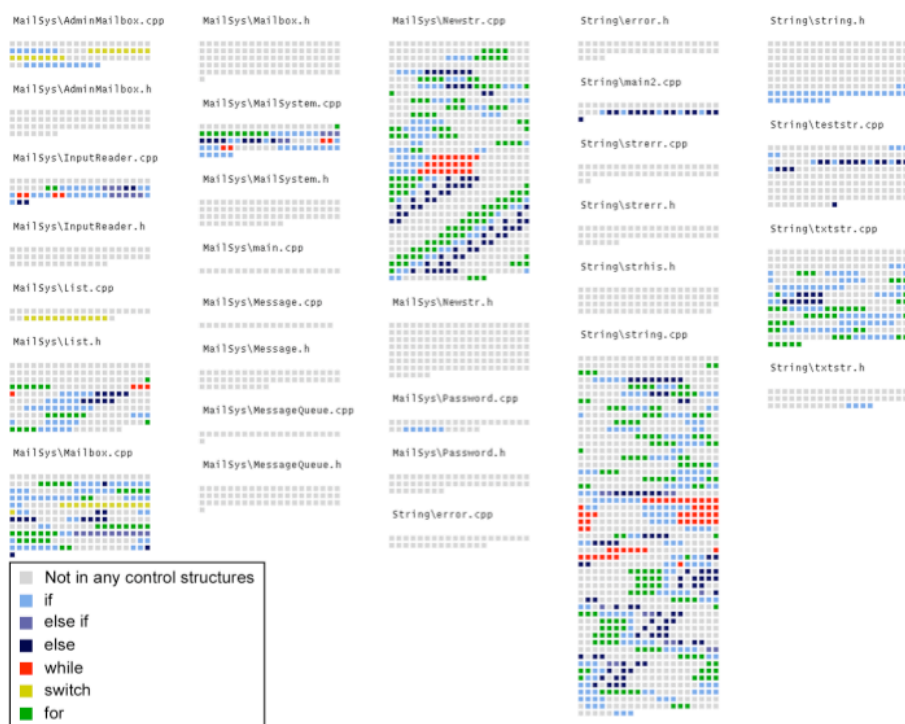 MailSys\AdminMailbox.cpp
MailSys\AdminMailbox.h
MailSys\InputReader.cpp
MailSys\InputReader.h
MailSys\List.cpp
MailSys\List.h
MailSys\Mailbox.cpp
MailSys\Mailbox.h
MailSys\MailSystem.cpp
MailSys\MailSystem.h
MailSys\main.cpp
MailSys\Message.cpp
MailSys\Message.h
MailSys\MessageQueue.cpp
MailSys\MessageQueue.h
MailSys\Newstr.cpp
MailSys\Newstr.h
MailSys\Password.cpp
MailSys\Password.h
String\error.cpp
String\error.h
String\main2.cpp
String\strerr.cpp
String\strerr.h
String\strhis.h
String\string.cpp
String\string.h
String\teststr.cpp
String\txtstr.cpp
String\txtstr.h
Not in any control structures
if
else if
else
while
switch
for